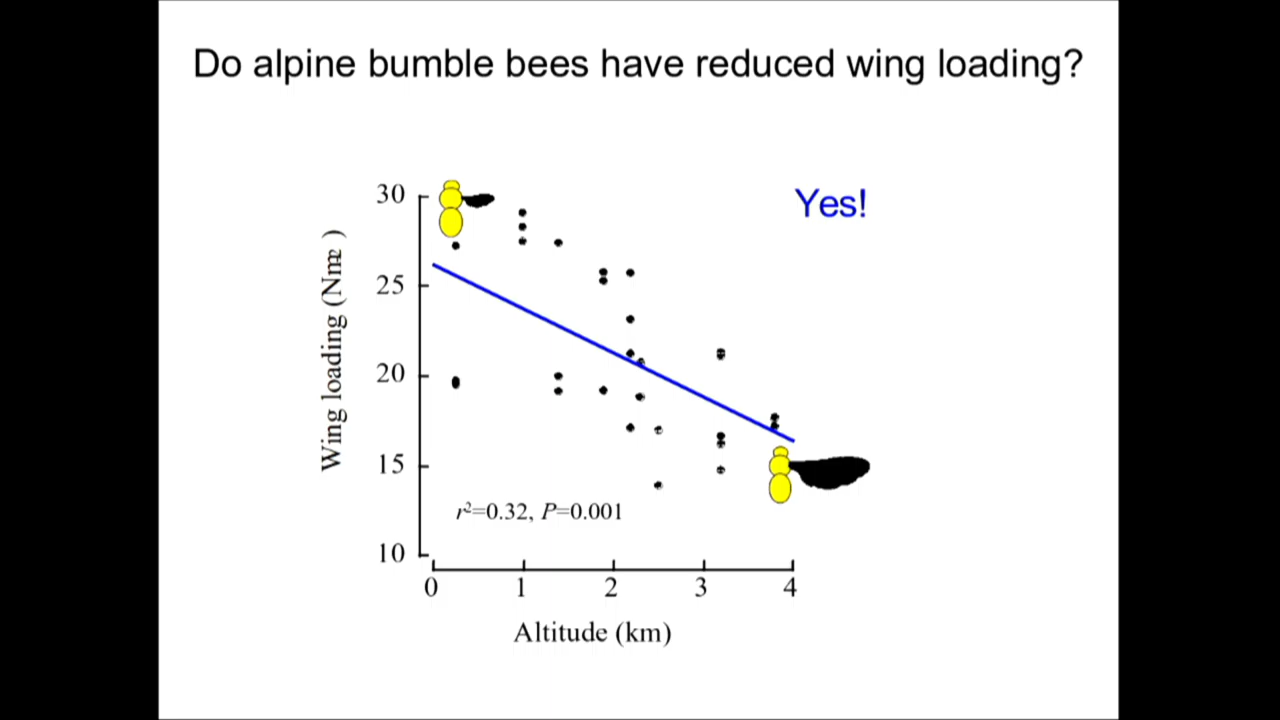 Do alpine bumble bees have reduced wing loading?
Yes!
30
25
20
15
10
Wing loading (Nm2)
r²=0.32, P=0.001
0 1 2 3 4
Altitude (km)